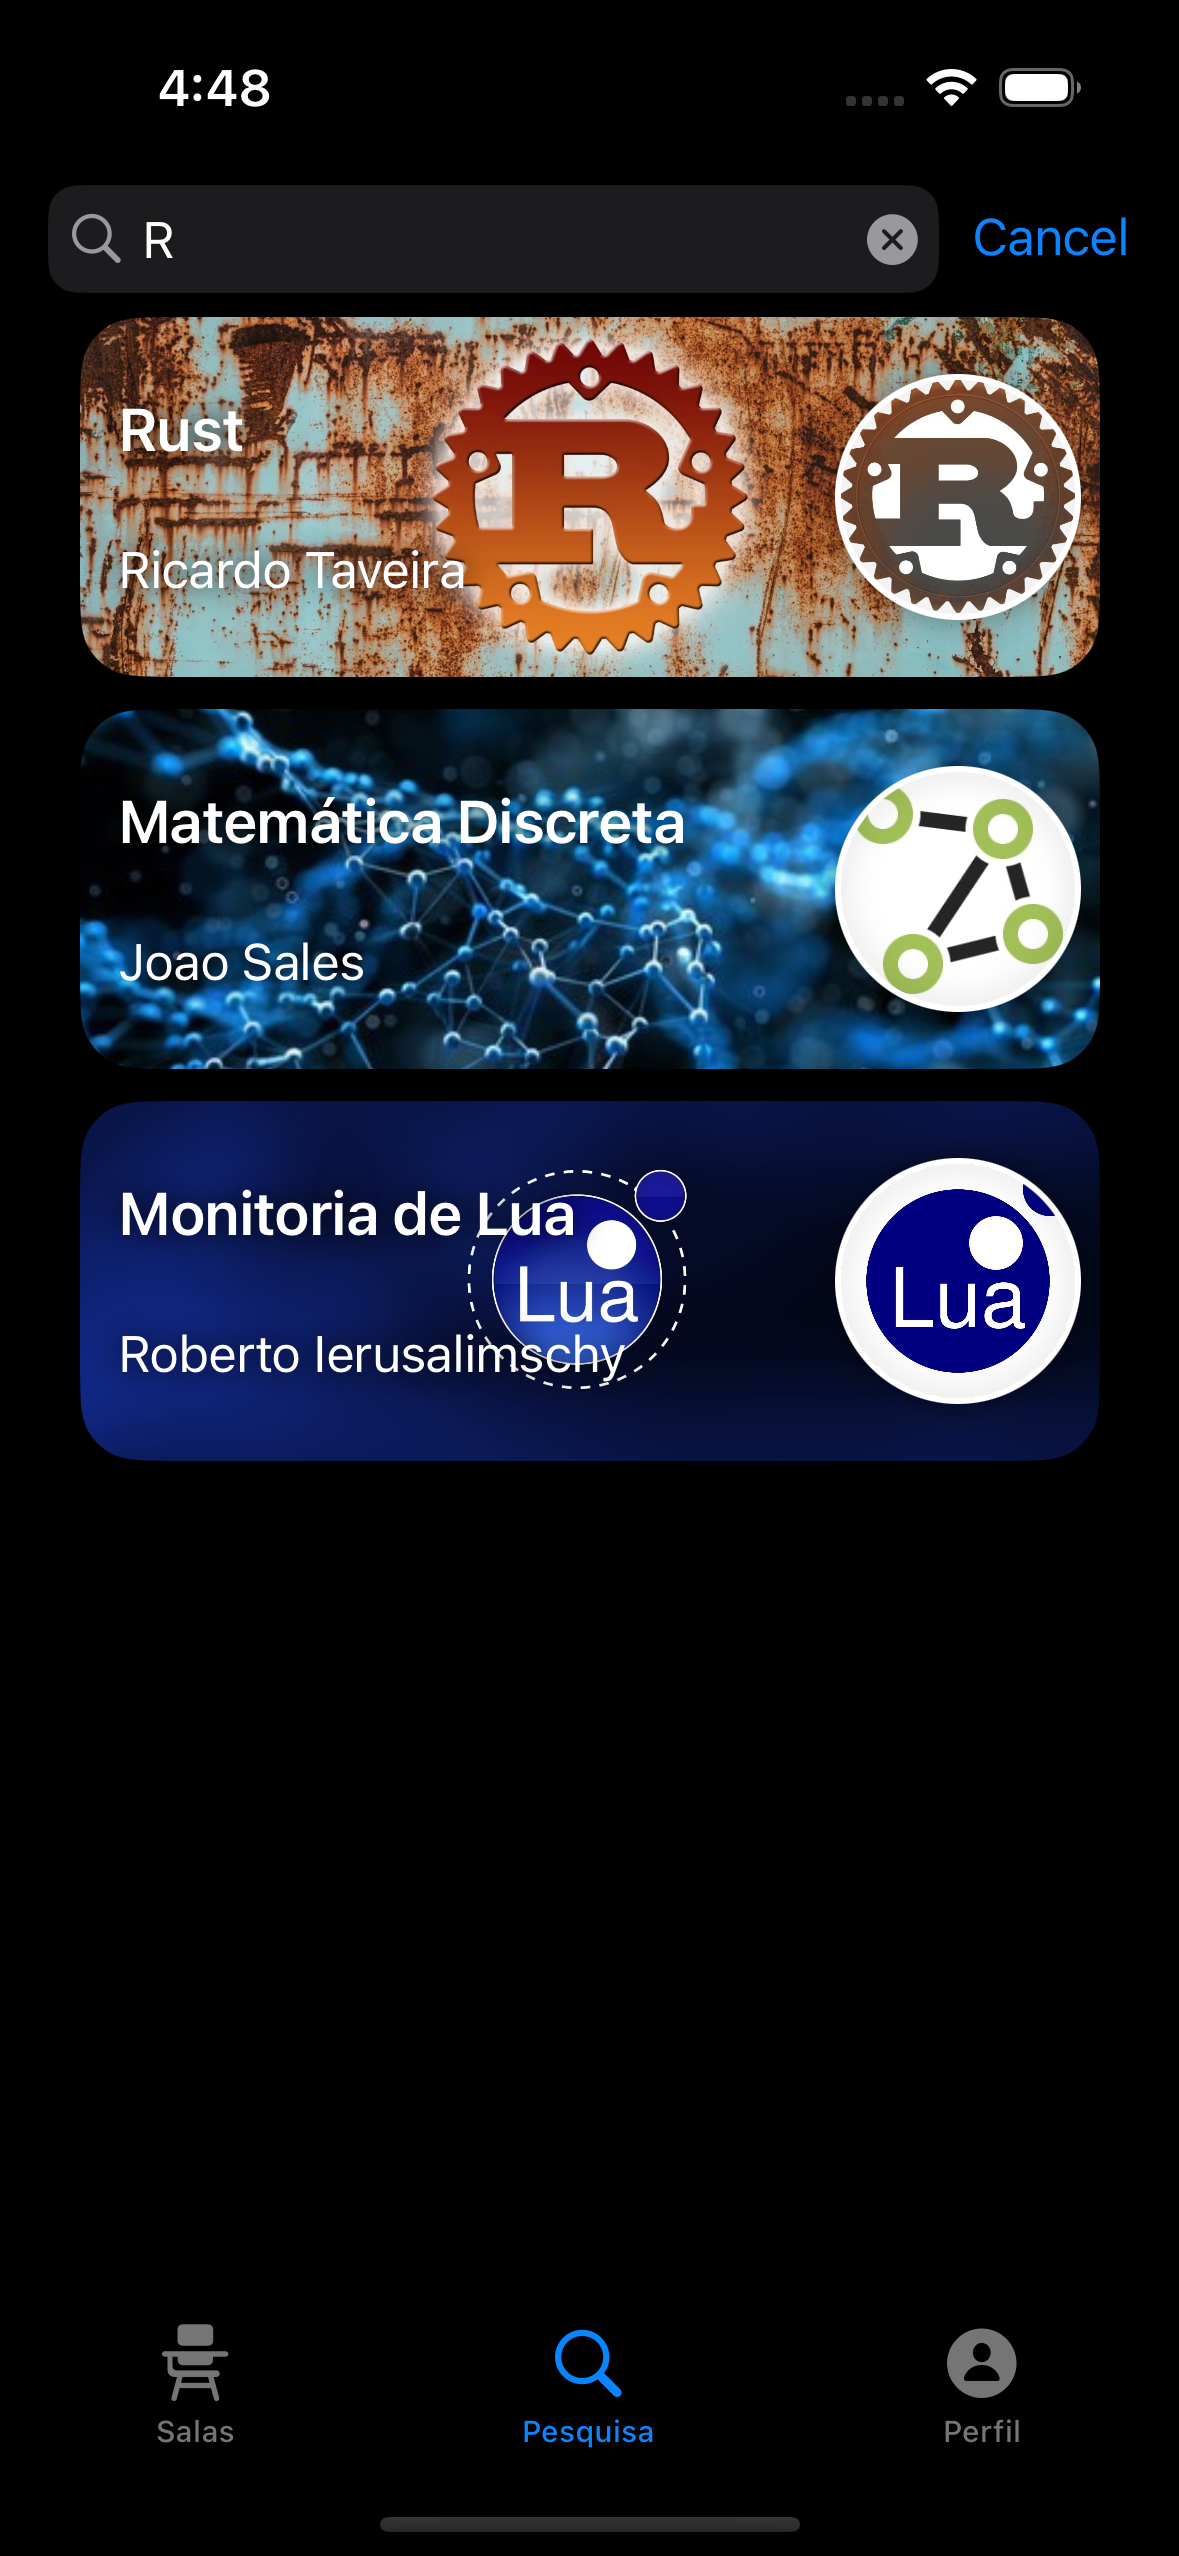 4:48
R
Cancel
Rust
R
R
Ricardo Taveira
Matemática Discreta
Joao Sales
Monitoria de Lua
Lua
Lua
Roberto Ierusalimschy
Salas
Pesquisa
Perfil